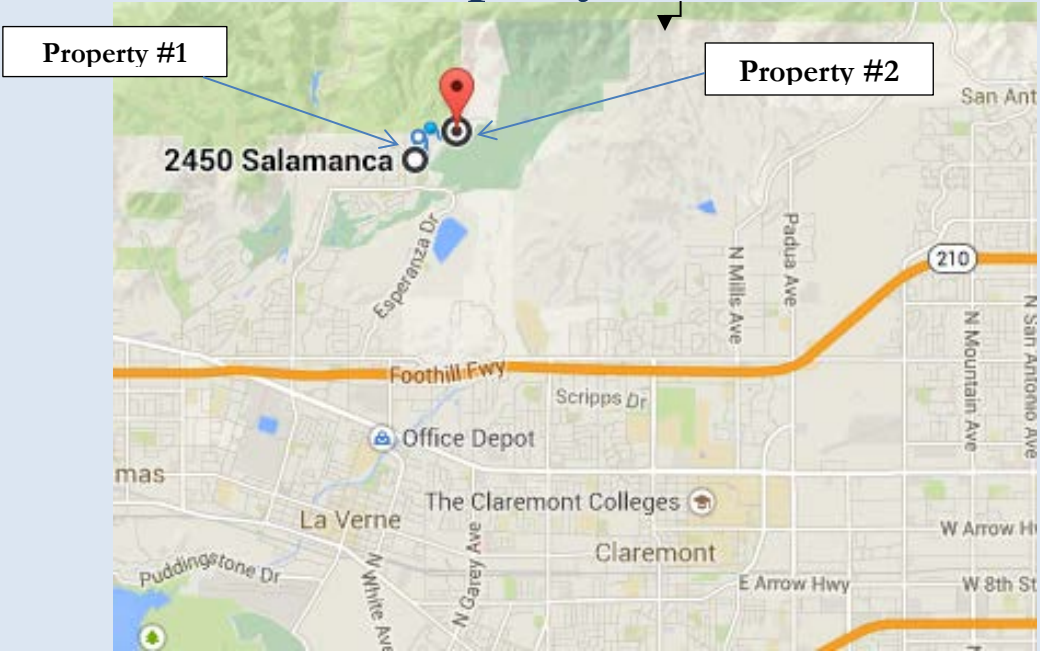 Property #1
Property #2
San Ant
2450 Salamanca
Esperanza Dr
Padua Ave
N Mills Ave
210
N Mountain Ave
N San Antonio Ave
Foothill Fwy
Scripps Dr
Office Depot
mas
The Claremont Colleges
La Verne
N Garey Ave
Claremont
W Arrow H
Puddingstone Dr
N White Ave
E Arrow Hwy
W 8th St